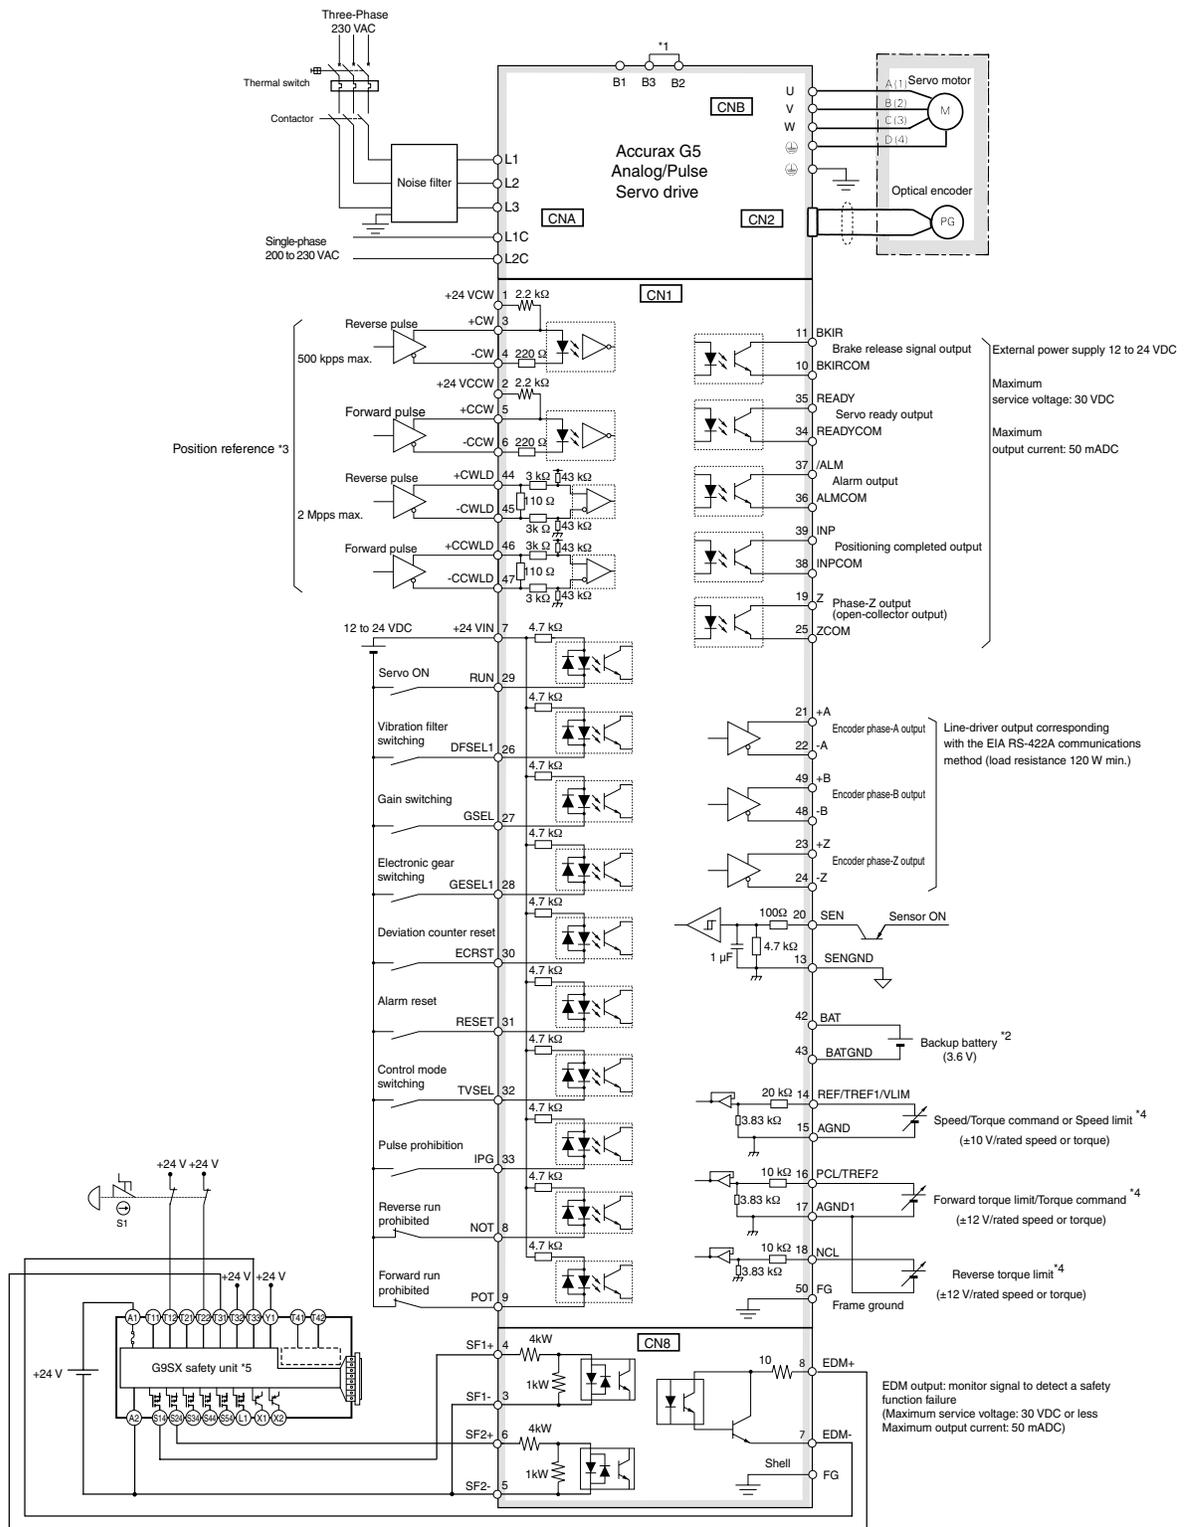 Three-Phase
230 VAC
Thermal switch
Contactor
Noise filter
Single-phase
200 to 230 VAC
L1
L2
L3
L1C
L2C
*1
B1 B3 B2
CNB
Accurax G5
Analog/Pulse
Servo drive
CNA
CN2
U
V
W
A (1)
B (2)
C (3)
D (4)
Servo motor
M
Optical encoder
PG
CN1
+24 VCW 1 2.2 kΩ
Reverse pulse
+CW 3
500 kpps max.
-CW 4 220 Ω
+24 VCCW 2 2.2 kΩ
Forward pulse
+CCW 5
-CCW 6 220 Ω
Position reference *3
Reverse pulse
+CWLD 44 3 kΩ 43 kΩ
110 Ω
2 Mpps max.
-CWLD 45 3k Ω 43 kΩ
Forward pulse
+CCWLD 46 3k Ω 43 kΩ
110 Ω
-CCWLD 47 3 kΩ 43 kΩ
12 to 24 VDC
+24 VIN 7 4.7 kΩ
Servo ON
RUN 29
4.7 kΩ
Vibration filter
switching
DFSEL1 26
4.7 kΩ
Gain switching
GSEL 27
4.7 kΩ
Electronic gear
switching
GESEL1 28
4.7 kΩ
Deviation counter reset
ECRST 30
4.7 kΩ
Alarm reset
RESET 31
4.7 kΩ
Control mode
switching
TVSEL 32
4.7 kΩ
Pulse prohibition
IPG 33
4.7 kΩ
Reverse run
prohibited
NOT 8
4.7 kΩ
Forward run
prohibited
POT 9
11 BKIR
Brake release signal output
10 BKIRCOM
35 READY
Servo ready output
34 READYCOM
37 /ALM
Alarm output
36 ALMCOM
39 INP
Positioning completed output
38 INPCOM
19 Z
Phase-Z output
(open-collector output)
25 ZCOM
External power supply 12 to 24 VDC
Maximum
service voltage: 30 VDC
Maximum
output current: 50 mADC
21 +A
Encoder phase-A output
22 -A
49 +B
Encoder phase-B output
48 -B
23 +Z
Encoder phase-Z output
24 -Z
Line-driver output corresponding
with the EIA RS-422A communications
method (load resistance 120 W min.)
100Ω 20 SEN Sensor ON
4.7 kΩ
1 µF
13 SENGND
42 BAT
Backup battery *2
(3.6 V)
43 BATGND
20 kΩ 14 REF/TREF1/VLIM
3.83 kΩ
15 AGND
Speed/Torque command or Speed limit *4
(±10 V/rated speed or torque)
10 kΩ 16 PCL/TREF2
3.83 kΩ
17 AGND1
Forward torque limit/Torque command *4
(±12 V/rated speed or torque)
10 kΩ 18 NCL
3.83 kΩ
Reverse torque limit *4
(±12 V/rated speed or torque)
50 FG
Frame ground
+24 V +24 V
S1
+24 V +24 V
A1 T11 T12 T21 T22 T31 T32 T33 Y1 T41 T42
+24 V
G9SX safety unit *5
A2 S14 S24 S34 S44 S54 L1 X1 X2
CN8
SF1+ 4 4kW
1kW
SF1- 3
SF2+ 6 4kW
1kW
SF2- 5
10 8 EDM+
7 EDM-
Shell
FG
EDM output: monitor signal to detect a safety
function failure
(Maximum service voltage: 30 VDC or less
Maximum output current: 50 mADC)